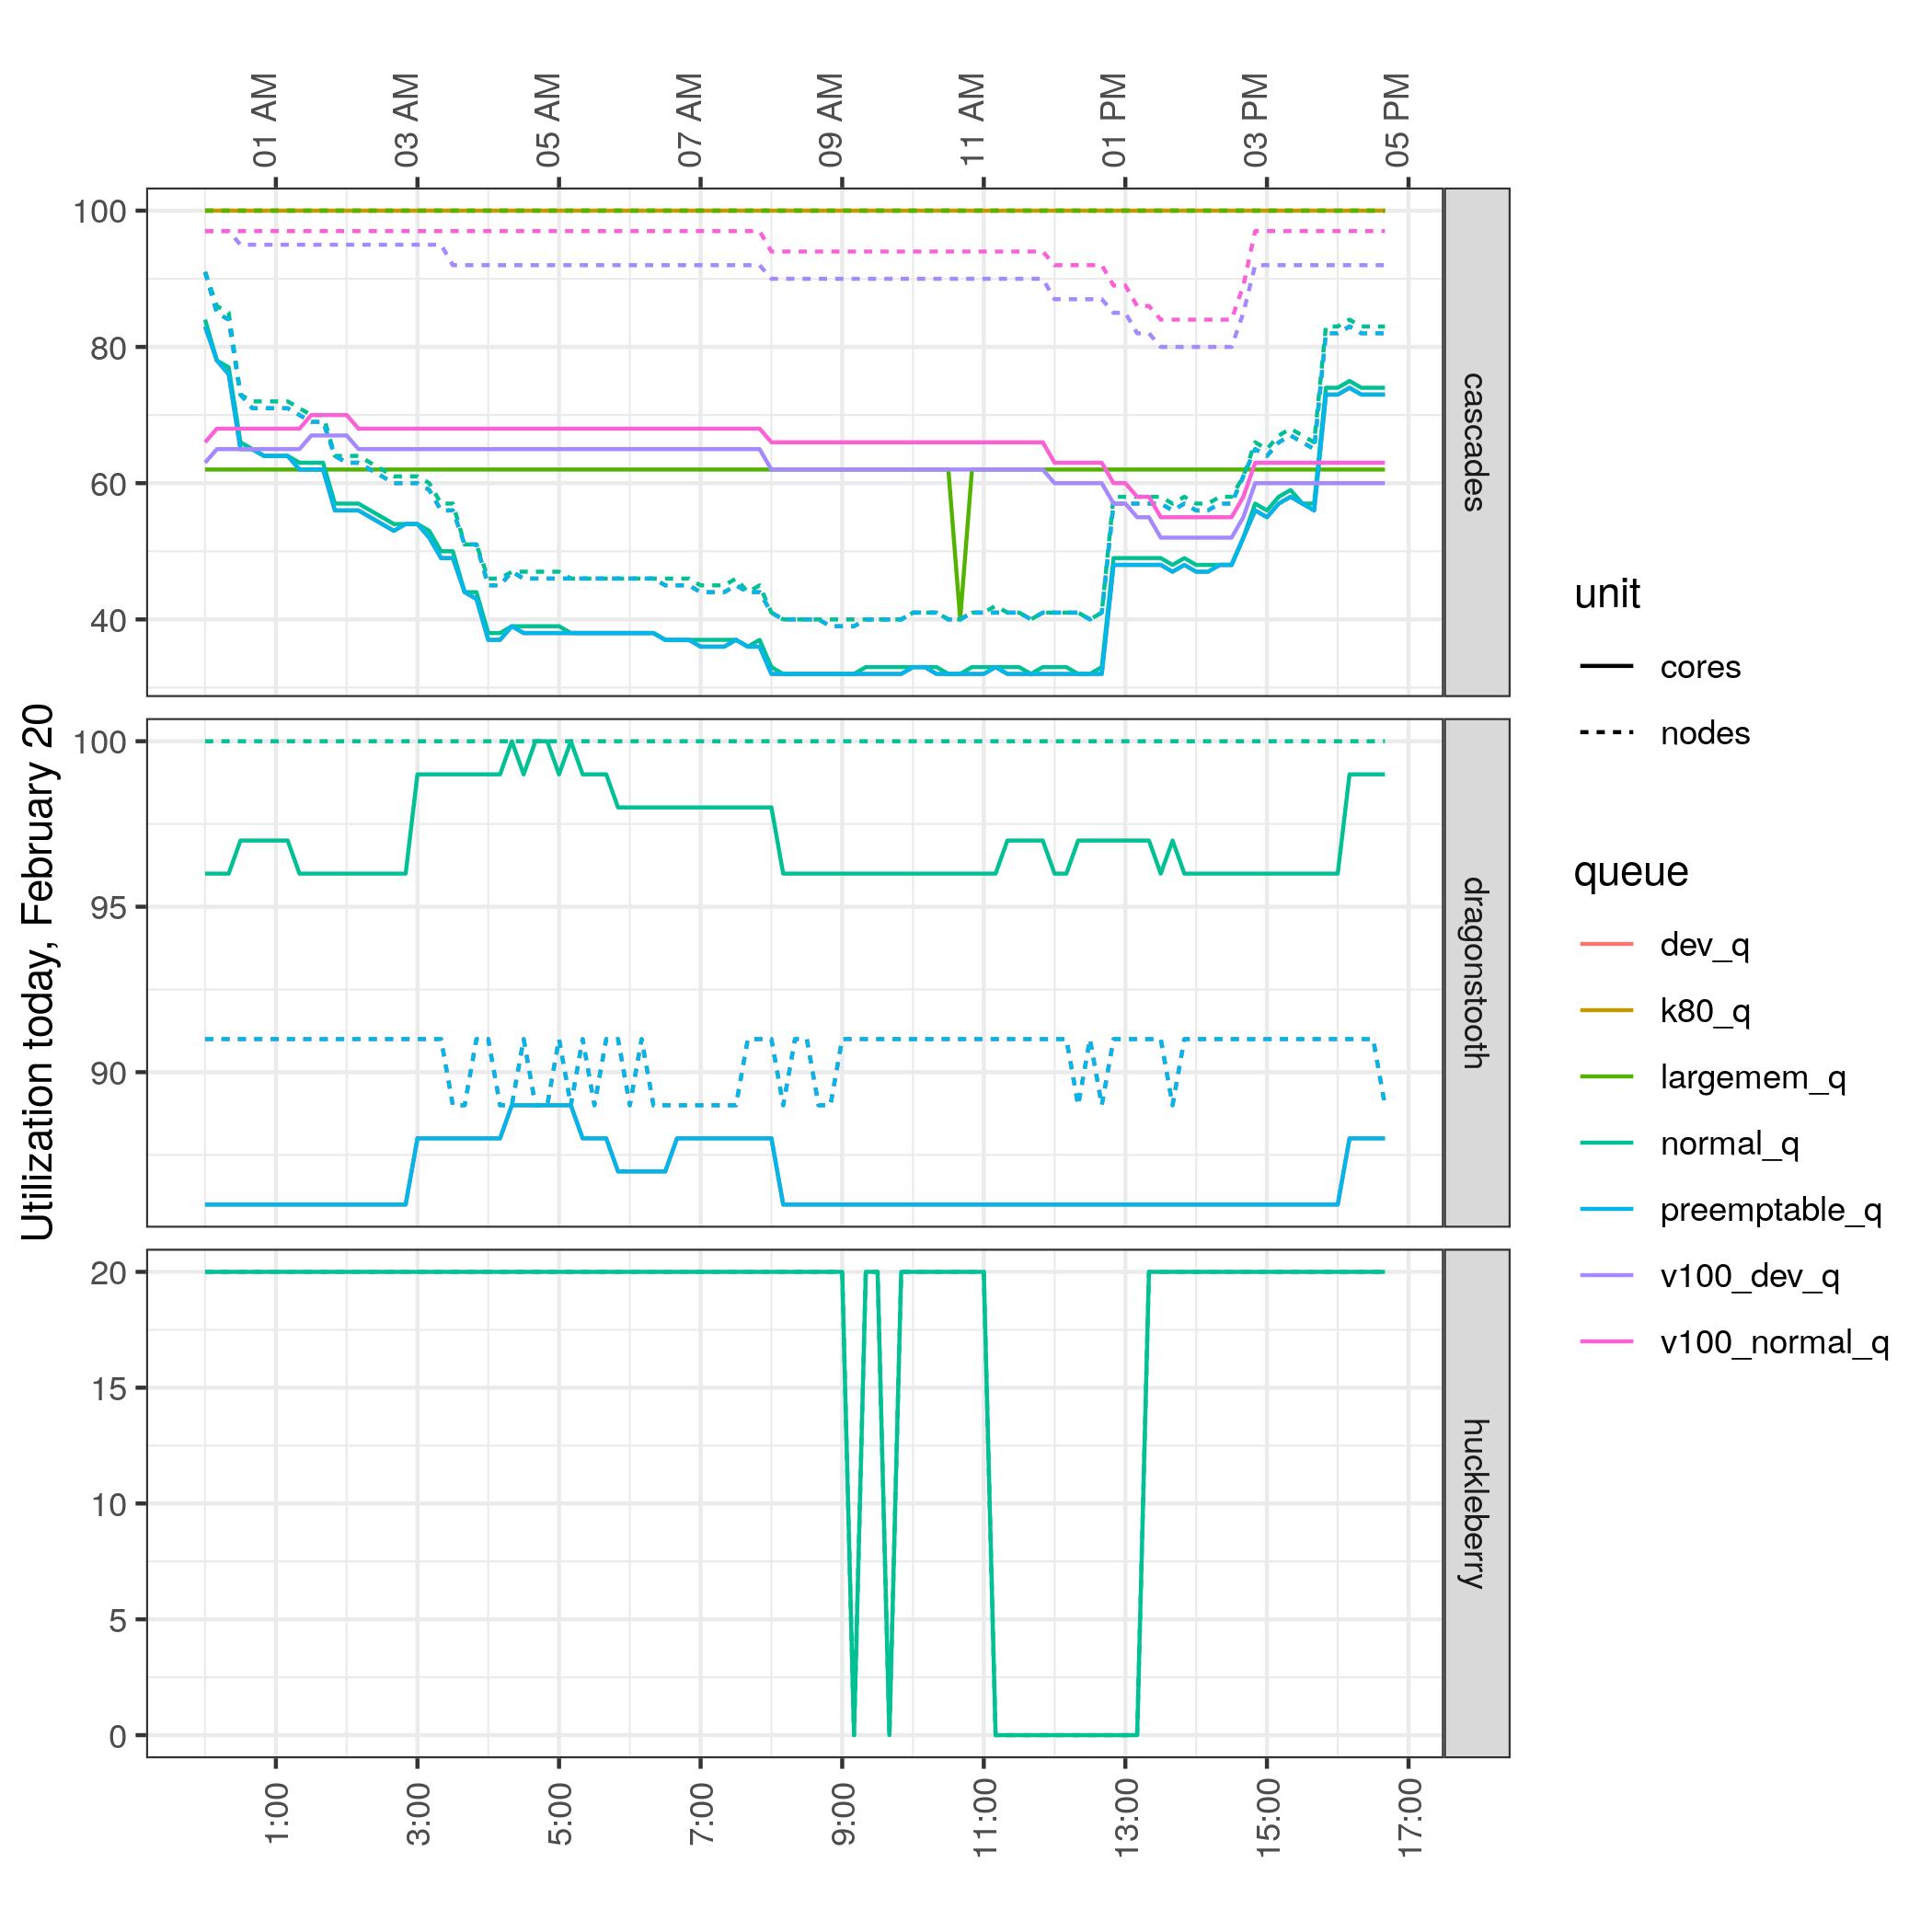 01 AM
03 AM
05 AM
07 AM
09 AM
11 AM
01 PM
03 PM
05 PM
Utilization today, February 20
100
80
60
40
cascades
100
95
90
dragonstooth
20
15
10
5
0
huckleberry
1:00
3:00
5:00
7:00
9:00
11:00
13:00
15:00
17:00
unit
cores
nodes
queue
dev_q
k80_q
largemem_q
normal_q
preemptable_q
v100_dev_q
v100_normal_q